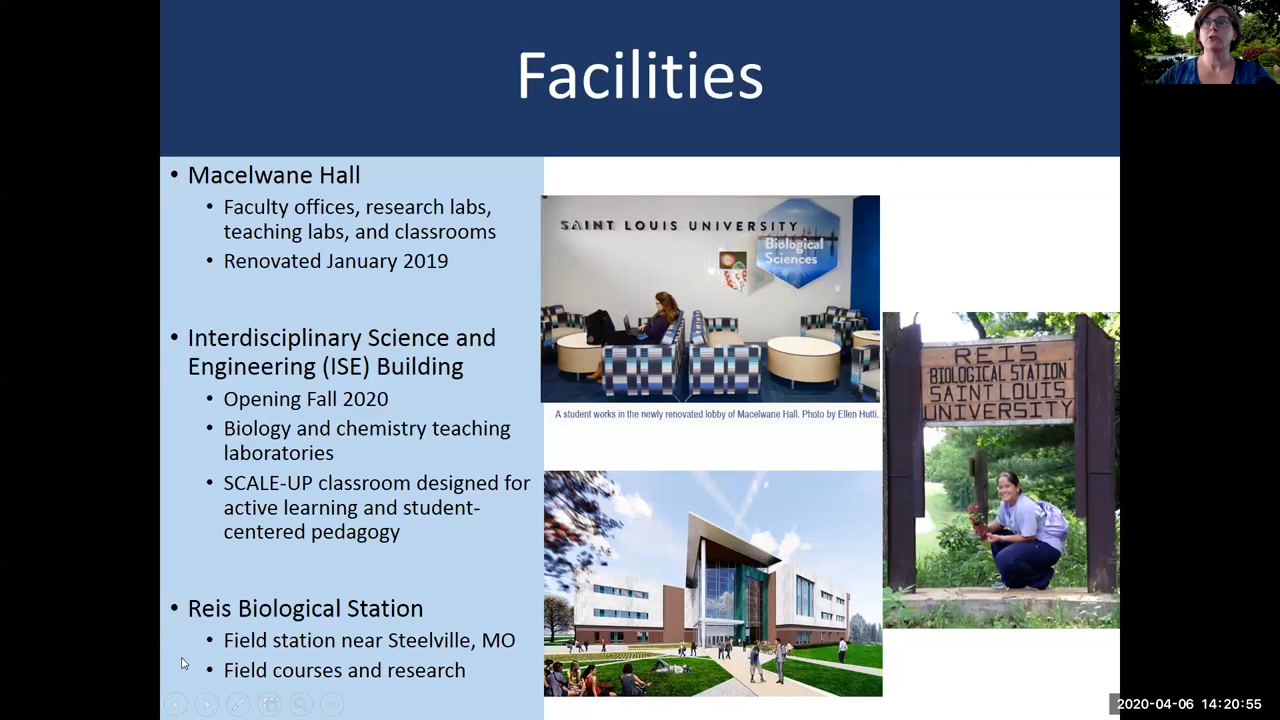 Facilities
• Macelwane Hall
• Faculty offices, research labs,
teaching labs, and classrooms
• Renovated January 2019
• Interdisciplinary Science and
Engineering (ISE) Building
• Opening Fall 2020
• Biology and chemistry teaching
laboratories
• SCALE-UP classroom designed for
active learning and student-
centered pedagogy
• Reis Biological Station
• Field station near Steelville, MO
• Field courses and research
SAINT LOUIS UNIVERSITY
Biological
Sciences
A student works in the newly renovated lobby of Macelwane Hall. Photo by Ellen Hutti.
REIS
BIOLOGICAL STATION
SAINT LOUIS
UNIVERSITY
2020-04-06 14:20:55